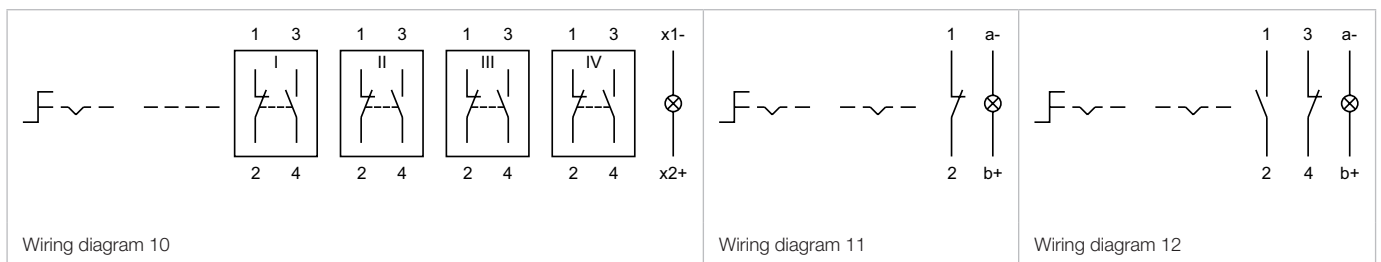 1 3 1 3 1 3 1 3 x1-
I II III IV
2 4 2 4 2 4 2 4 x2+
Wiring diagram 10
1 a-
2 b+
Wiring diagram 11
1 3 a-
2 4 b+
Wiring diagram 12